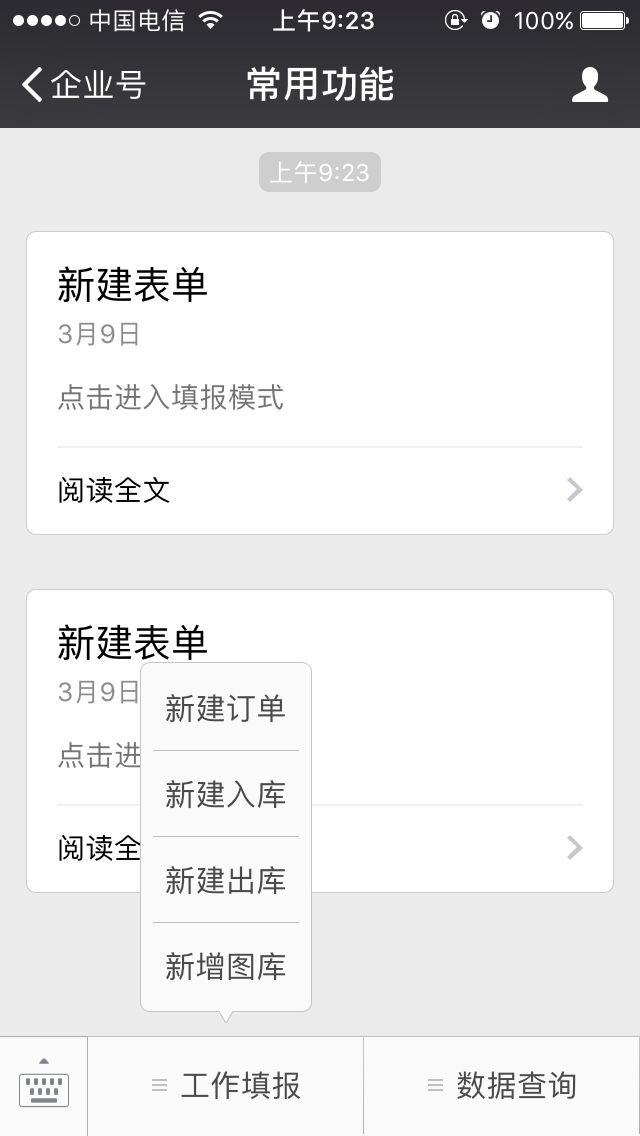 中国电信 上午9:23 100%
企业号 常用功能
上午9:23
新建表单
3月9日
点击进入填报模式
阅读全文
新建表单
3月9日
点击进
阅读全
新建订单
新建入库
新建出库
新增图库
工作填报 数据查询